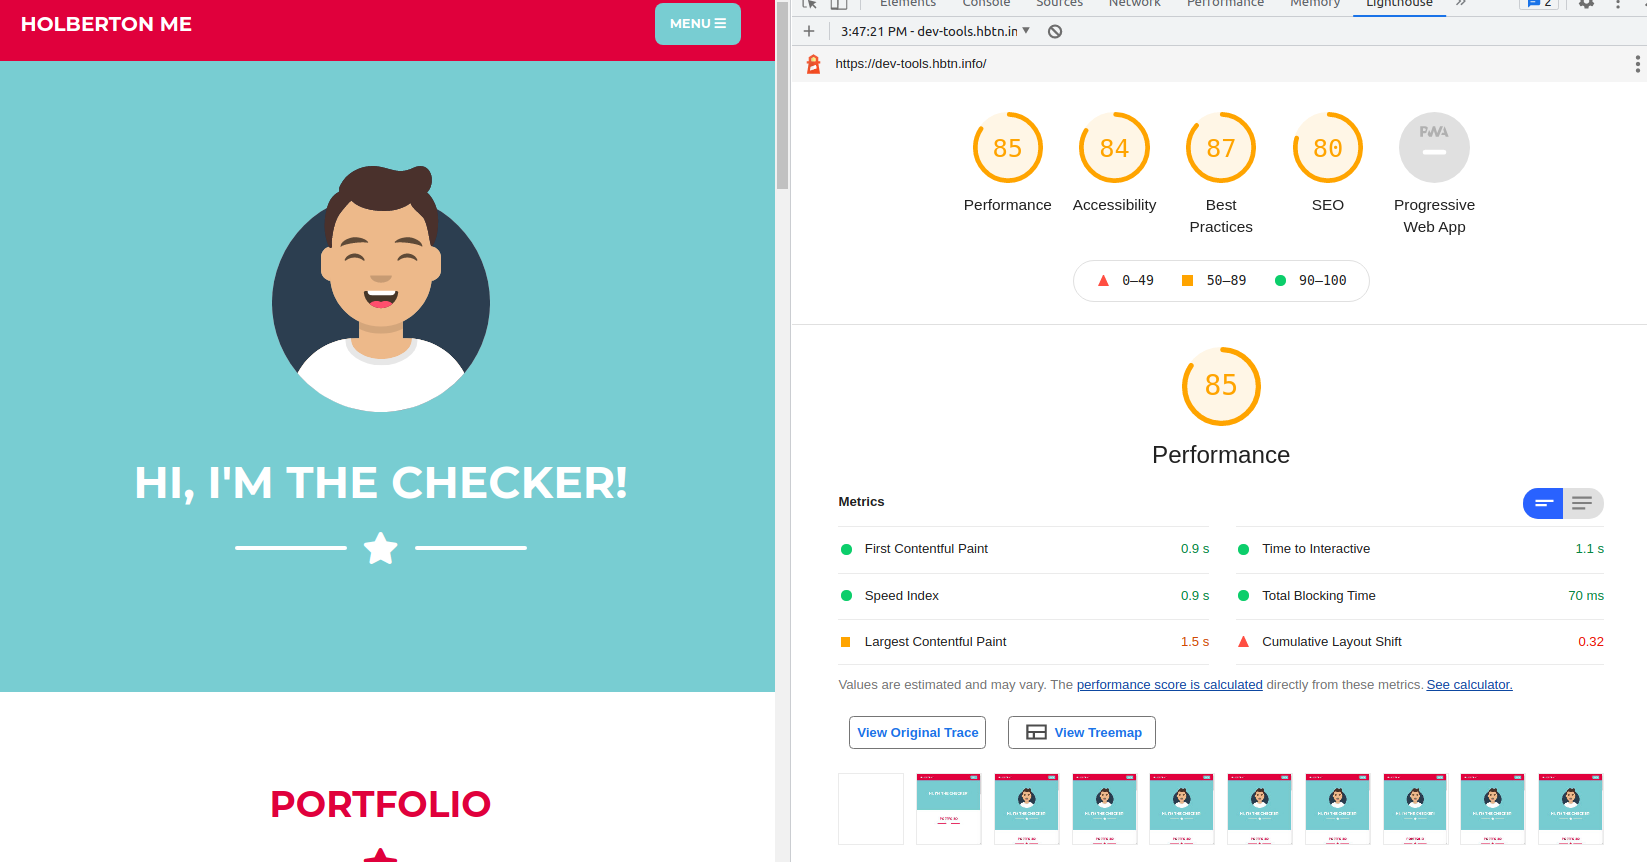 HOLBERTON ME
MENU
HI, I'M THE CHECKER!
PORTFOLIO
Elements Console Sources Network Performance Memory Lighthouse » 2
3:47:21 PM - dev-tools.hbtn.in
https://dev-tools.hbtn.info/
85 84 87 80 PWA
Performance Accessibility Best Practices SEO Progressive Web App
0–49 50–89 90–100
85
Performance
Metrics
First Contentful Paint 0.9 s
Time to Interactive 1.1 s
Speed Index 0.9 s
Total Blocking Time 70 ms
Largest Contentful Paint 1.5 s
Cumulative Layout Shift 0.32
Values are estimated and may vary. The performance score is calculated directly from these metrics. See calculator.
View Original Trace View Treemap